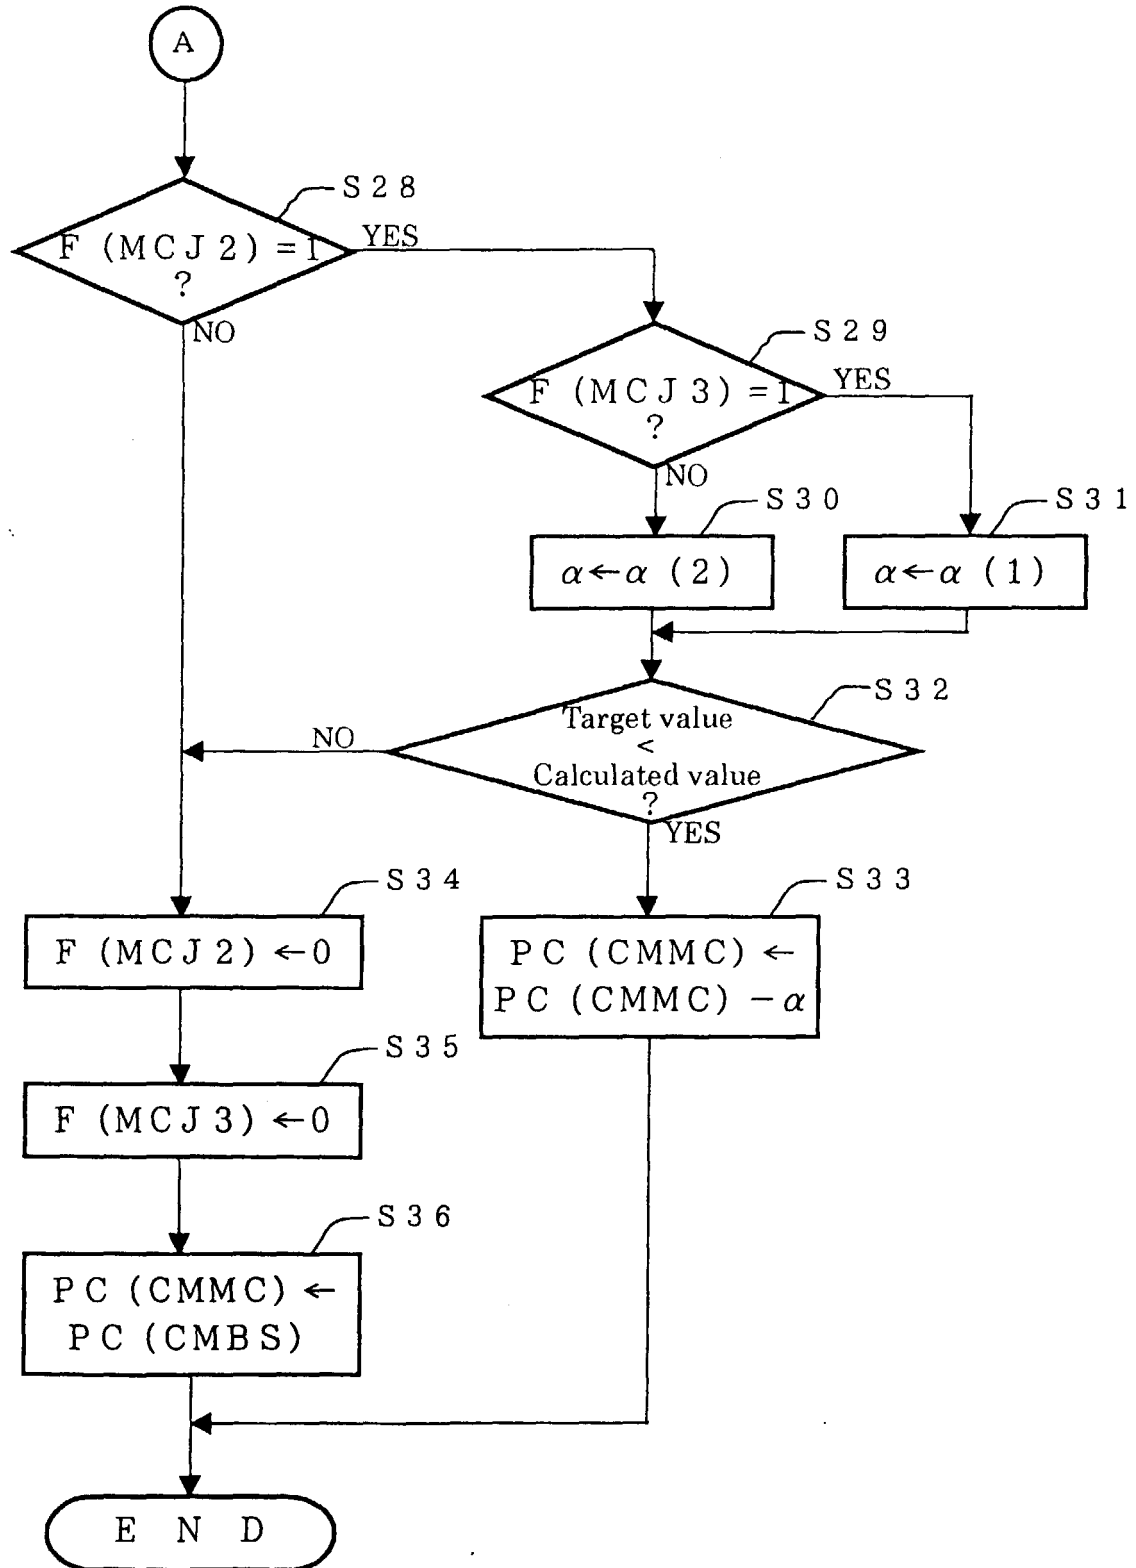 A
S28
F (MCJ2) = 1
?
YES
NO
S29
F (MCJ3) = 1
?
YES
NO
S30
α←α (2)
S31
α←α (1)
S32
Target value
<
Calculated value
?
NO
YES
S33
PC (CMMC) ←
PC (CMMC) -α
S34
F (MCJ2) ←0
S35
F (MCJ3) ←0
S36
PC (CMMC) ←
PC (CMBS)
END